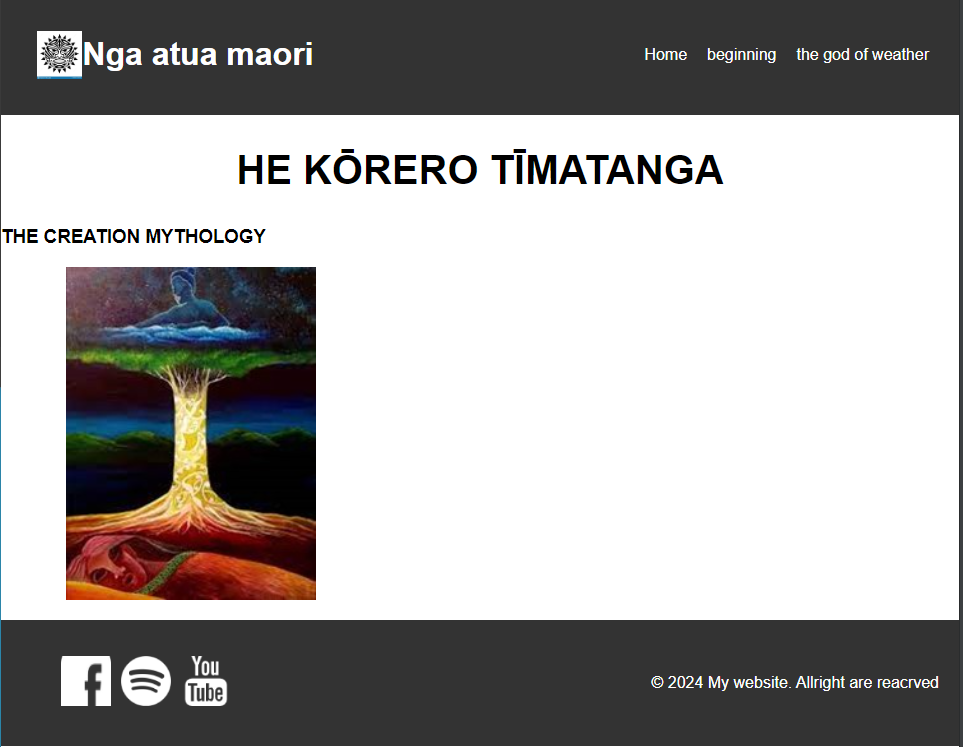 Nga atua maori
Home beginning the god of weather
HE KŌRERO TĪMATANGA
THE CREATION MYTHOLOGY
You
Tube
© 2024 My website. Allright are reacrved